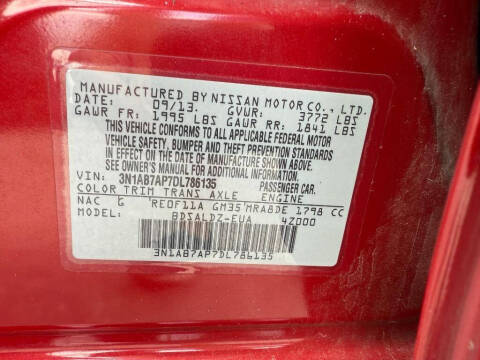 MANUFACTURED BY NISSAN MOTOR CO., LTD.
DATE: 09/13. GVWR: 3772 LBS
GAWR FR: 1995 LBS GAWR RR: 1841 LBS
THIS VEHICLE CONFORMS TO ALL APPLICABLE FEDERAL MOTOR
VEHICLE SAFETY, BUMPER AND THEFT PREVENTION
STANDARDS IN EFFECT ON THE DATE OF MANUFACTURE SHOWN ABOVE.
SEE OWNER'S MANUAL FOR ADDITIONAL INFORMATION.
VIN: 3N1AB7AP7DL786135 PASSENGER CAR
COLOR TRIM TRANS AXLE ENGINE
NAC G RE0F11A GM35 MRA8DE 1798 CC
MODEL: BDSALDZ-EUA 4Z000
3N1AB7AP7DL786135